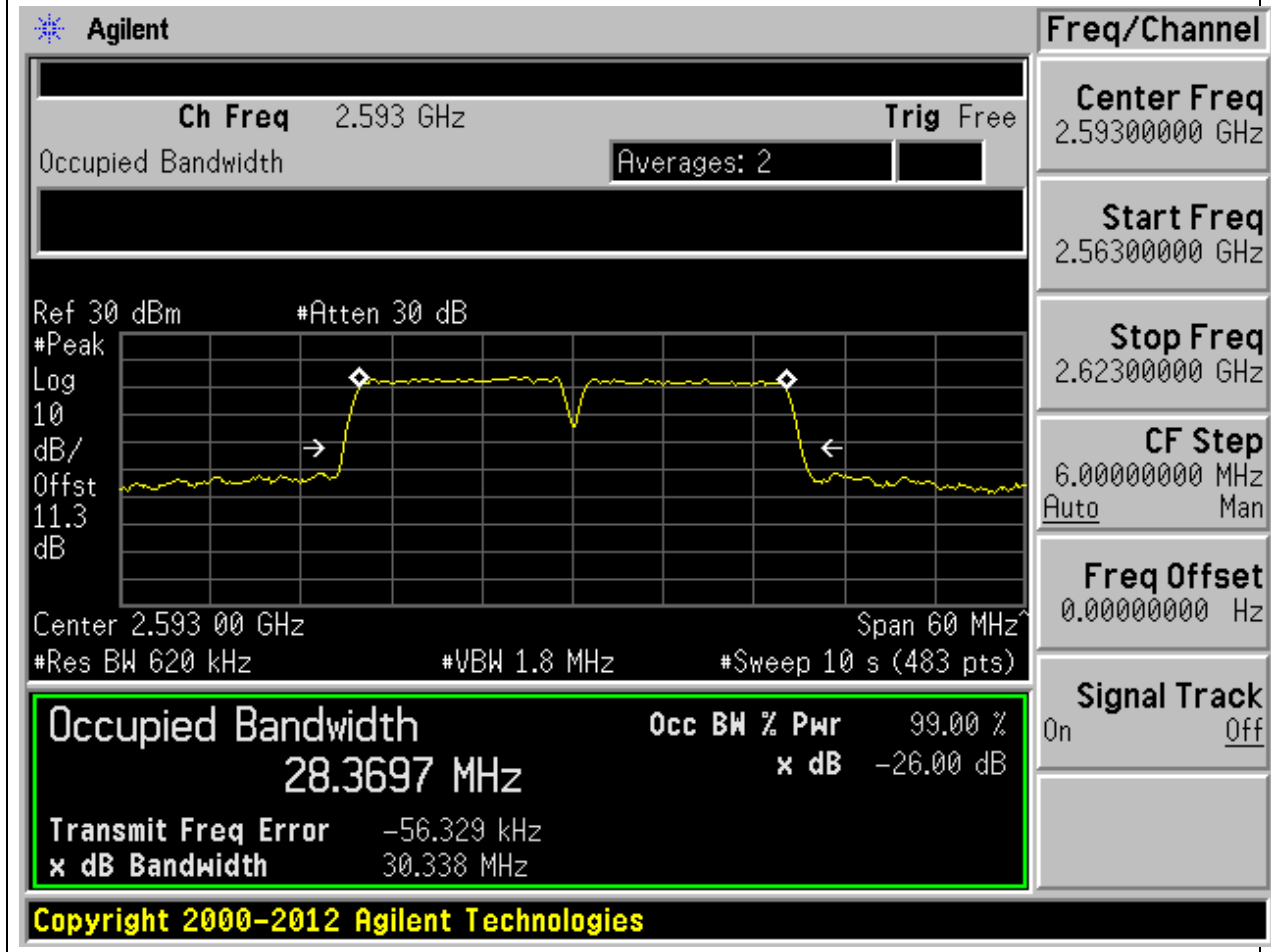 Agilent
Freq/Channel
Ch Freq 2.593 GHz Trig Free
Occupied Bandwidth Averages: 2
Ref 30 dBm #Atten 30 dB
#Peak
Log
10
dB/
Offst
11.3
dB
Center 2.593 00 GHz Span 60 MHz^
#Res BW 620 kHz #VBW 1.8 MHz #Sweep 10 s (483 pts)
Occupied Bandwidth Occ BW % Pwr 99.00 %
28.3697 MHz x dB -26.00 dB
Transmit Freq Error -56.329 kHz
x dB Bandwidth 30.338 MHz
Copyright 2000-2012 Agilent Technologies
Center Freq
2.59300000 GHz
Start Freq
2.56300000 GHz
Stop Freq
2.62300000 GHz
CF Step
6.00000000 MHz
Auto Man
Freq Offset
0.00000000 Hz
Signal Track
On Off